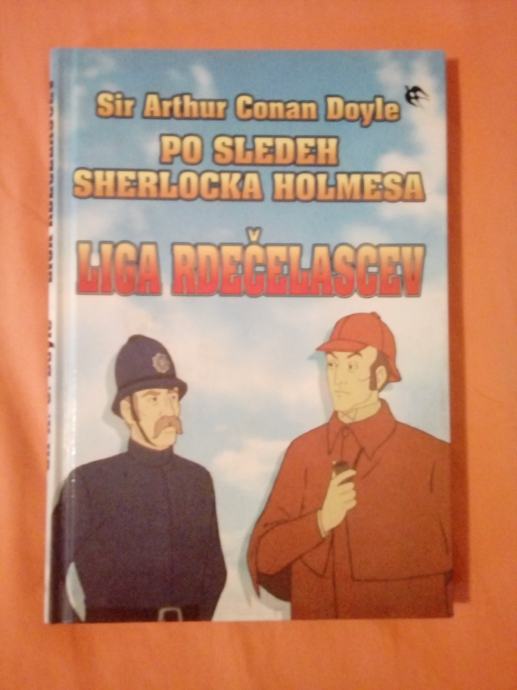 Sir Arthur Conan Doyle
PO SLEDEH
SHERLOCKA HOLMESA
LIGA RDEČELASCEV